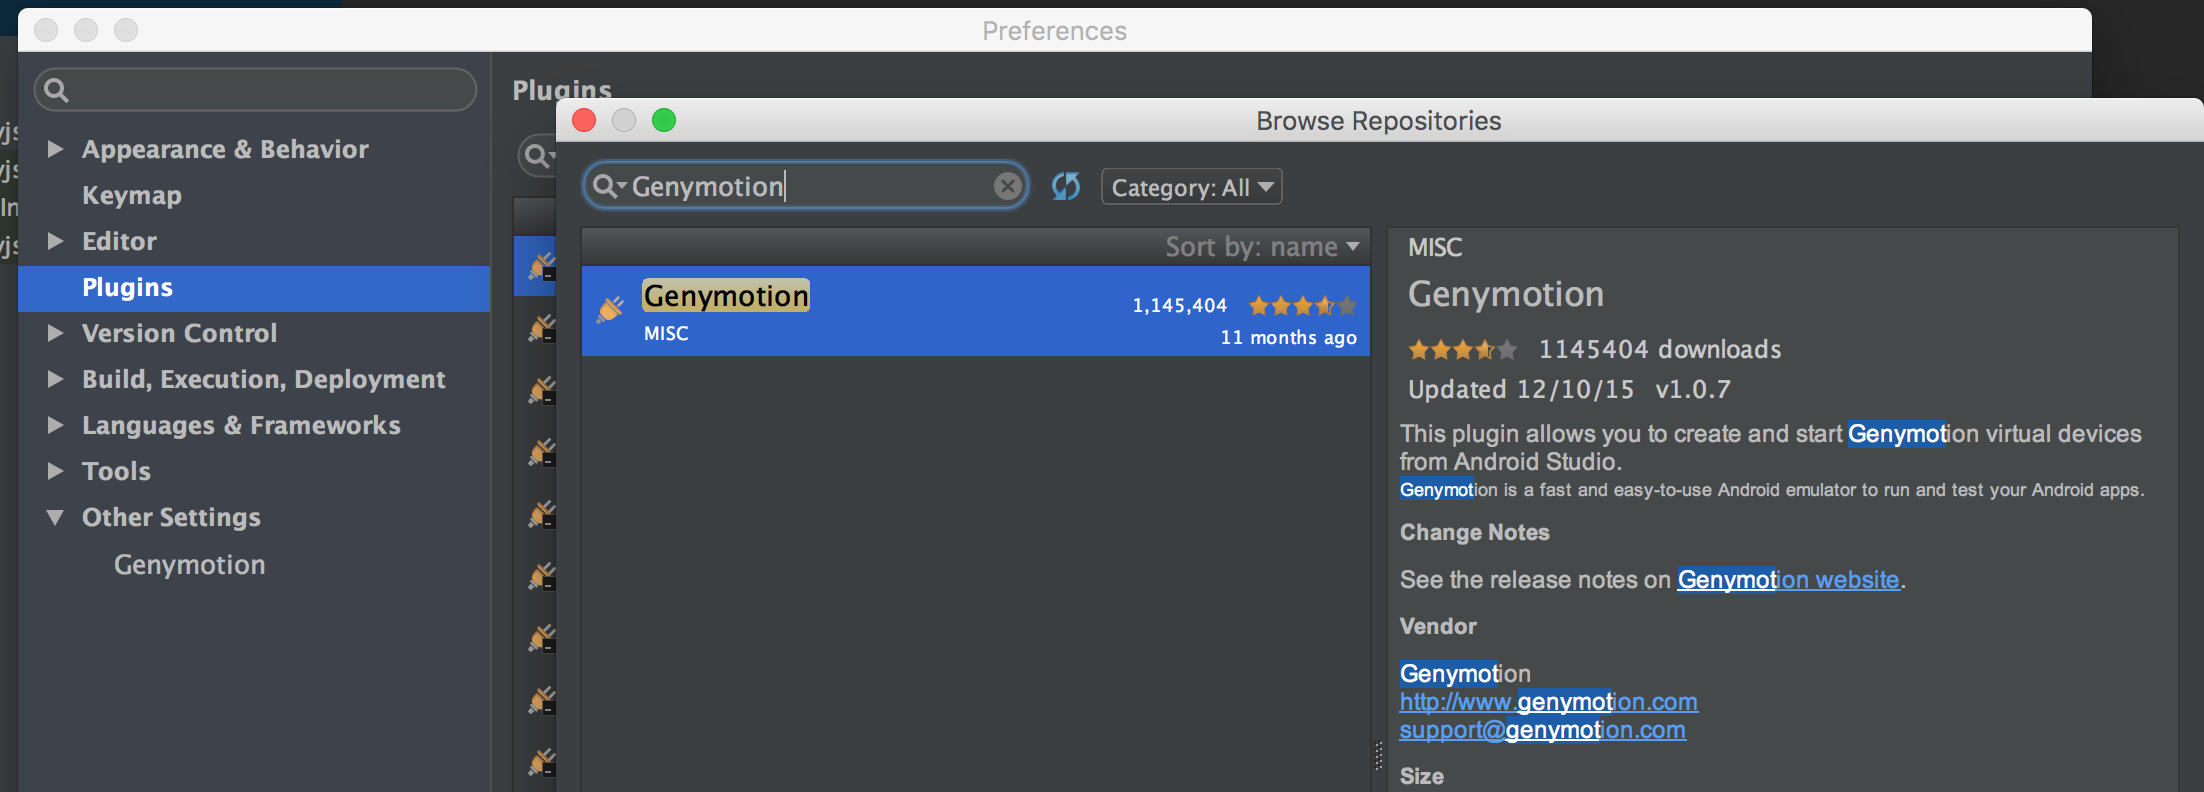 Preferences
Plugins
Appearance & Behavior
Keymap
Editor
Plugins
Version Control
Build, Execution, Deployment
Languages & Frameworks
Tools
Other Settings
Genymotion
Browse Repositories
Genymotion
Category: All
Sort by: name
Genymotion
1,145,404
MISC
11 months ago
MISC
Genymotion
1145404 downloads
Updated 12/10/15 v1.0.7
This plugin allows you to create and start Genymotion virtual devices
from Android Studio.
Genymotion is a fast and easy-to-use Android emulator to run and test your Android apps.
Change Notes
See the release notes on Genymotion website.
Vendor
Genymotion
http://www.genymotion.com
support@genymotion.com
Size